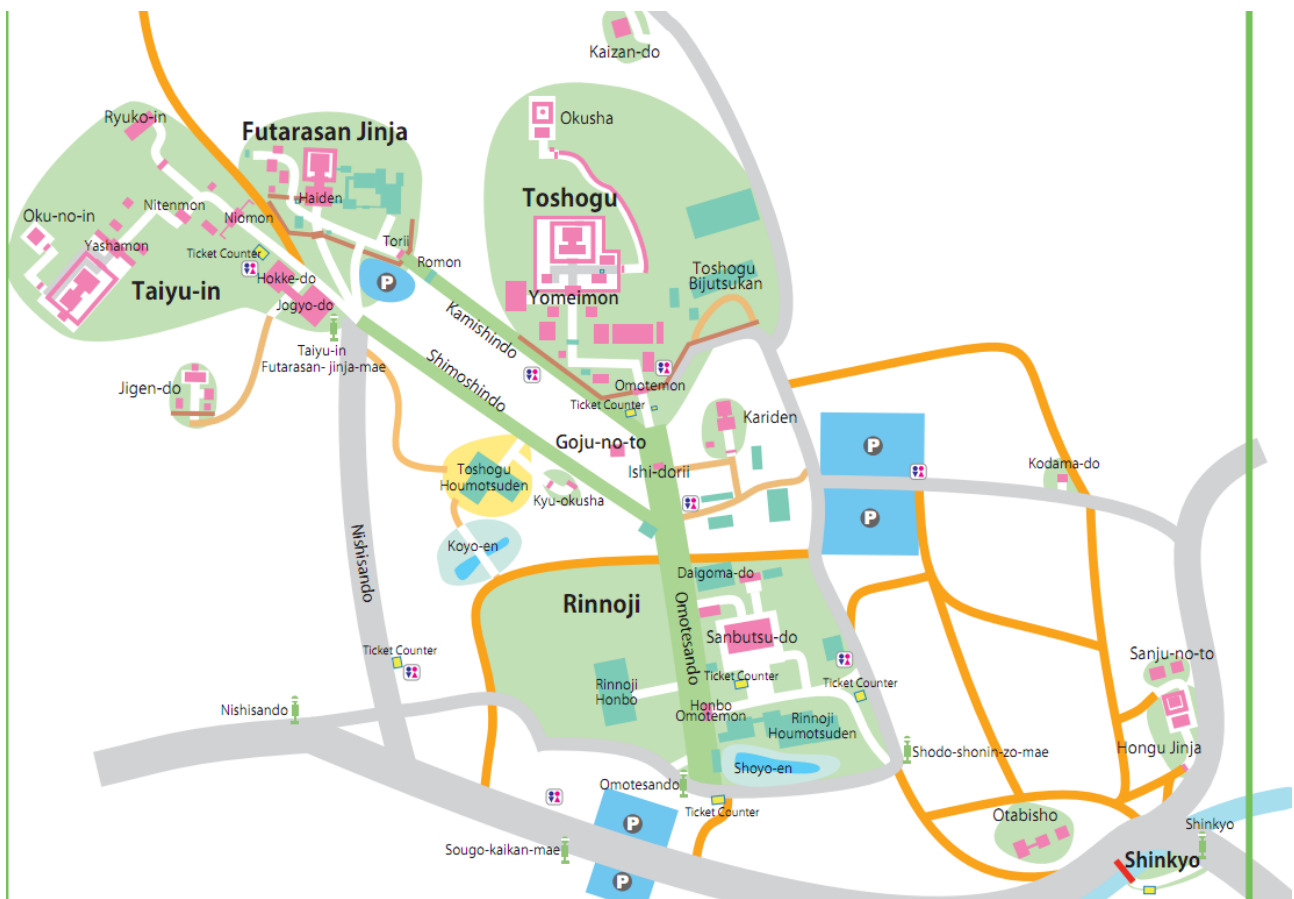 Kaizan-do
Ryuko-in
Futarasan Jinja
Okusha
Toshogu
Haiden
Nitenmon
Niomon
Oku-no-in
Yashamon
Torii
Ticket Counter
Romon
Toshogu
Bijutsukan
P
Hokke-do
Taiyu-in
Yomeimon
Jogyo-do
Kamishindo
Taiyu-in
Futarasan- jinja-mae
Shimoshindo
Jigen-do
Omotemon
Ticket Counter
Kariden
Goju-no-to
P
Ishi-dorii
Toshogu
Houmotsuden
Kodama-do
Kyu-okusha
P
Nishisando
Koyo-en
Daigoma-do
Rinnoji
Omotesando
Sanbutsu-do
Ticket Counter
Sanju-no-to
Ticket Counter
Ticket Counter
Rinnoji
Honbo
Nishisando
Honbo
Omotemon
Rinnoji
Houmotsuden
Hongu Jinja
Shodo-shonin-zo-mae
Shoyo-en
Omotesando
Ticket Counter
Otabisho
P
Shinkyo
Sougo-kaikan-mae
Shinkyo
P